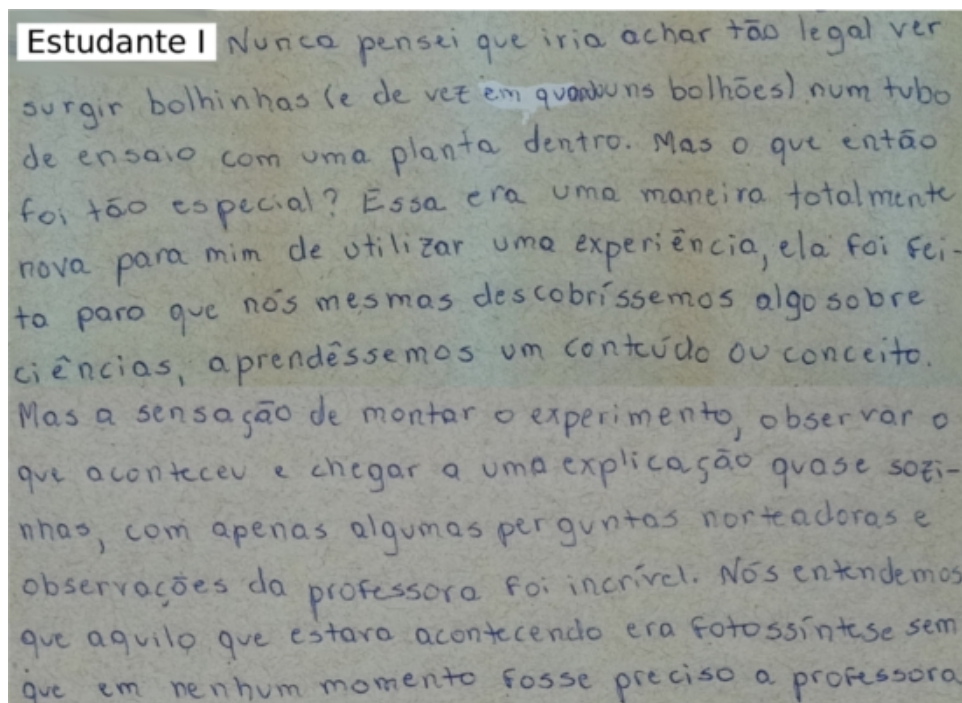 Estudante I Nunca pensei que iria achar tão legal ver
surgir bolhinhas (e de vez em quando uns bolhões) num tubo
de ensaio com uma planta dentro. Mas o que então
foi tão especial? Essa era uma maneira totalmente
nova para mim de utilizar uma experiência, ela foi fei-
ta para que nós mesmas descobríssemos algo sobre
ciências, aprendêssemos um conteúdo ou conceito.
Mas a sensação de montar o experimento, observar o
que aconteceu e chegar a uma explicação quase sozi-
nhas, com apenas algumas perguntas norteadoras e
observações da professora foi incrível. Nós entendemos
que aquilo que estava acontecendo era fotossíntese sem
que em nenhum momento fosse preciso a professora